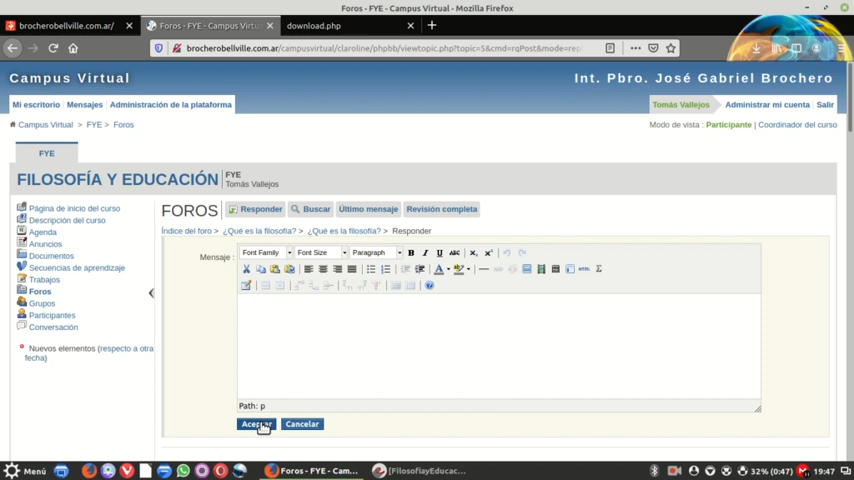 Foros - FYE - Campus Virtual - Mozilla Firefox
brocherobellville.com.ar/
Foros - FYE - Campus Virtual
download.php
brocherobellville.com.ar/campusvirtual/claroline/phpbb/viewtopic.php?topic=5&cmd=rqPost&mode=rep
Campus Virtual
Int. Pbro. José Gabriel Brochero
Mi escritorio Mensajes Administración de la plataforma
Tomás Vallejos Administrar mi cuenta Salir
Campus Virtual > FYE > Foros
Modo de vista : Participante | Coordinador del curso
FYE
FILOSOFÍA Y EDUCACIÓN
FYE
Tomás Vallejos
Página de inicio del curso
Descripción del curso
Agenda
Anuncios
Documentos
Secuencias de aprendizaje
Trabajos
Foros
Grupos
Participantes
Conversación
Nuevos elementos (respecto a otra
fecha)
FOROS
Responder Buscar Último mensaje Revisión completa
Índice del foro > ¿Qué es la filosofía? > ¿Qué es la filosofía? > Responder
Mensaje :
Font Family Font Size Paragraph B I U ABC
HTML Σ
Path: p
Aceptar Cancelar
Menú
Foros - FYE - Cam...
[FilosofiayEducac...
32% (0:47)
19:47